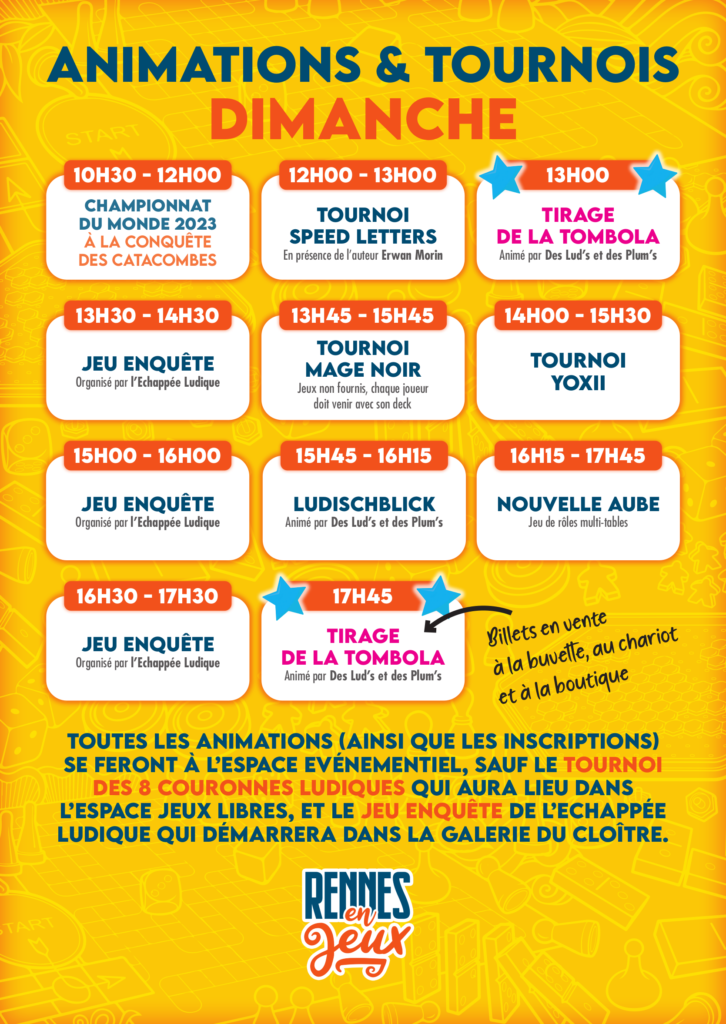 ANIMATIONS & TOURNOIS
DIMANCHE
10H30 - 12H00
CHAMPIONNAT
DU MONDE 2023
À LA CONQUÊTE
DES CATACOMBES
12H00 - 13H00
TOURNOI
SPEED LETTERS
En présence de l'auteur Erwan Morin
13H00
TIRAGE
DE LA TOMBOLA
Animé par Des Lud's et des Plum's
13H30 - 14H30
JEU ENQUÊTE
Organisé par l'Echappée Ludique
13H45 - 15H45
TOURNOI
MAGE NOIR
Jeux non fournis, chaque joueur
doit venir avec son deck
14H00 - 15H30
TOURNOI
YOXII
15H00 - 16H00
JEU ENQUÊTE
Organisé par l'Echappée Ludique
15H45 - 16H15
LUDISCHBLICK
Animé par Des Lud's et des Plum's
16H15 - 17H45
NOUVELLE AUBE
Jeu de rôles multi-tables
16H30 - 17H30
JEU ENQUÊTE
Organisé par l'Echappée Ludique
17H45
TIRAGE
DE LA TOMBOLA
Animé par Des Lud's et des Plum's
Billets en vente
à la buvette, au chariot
et à la boutique
TOUTES LES ANIMATIONS (AINSI QUE LES INSCRIPTIONS)
SE FERONT À L'ESPACE EVÉNEMENTIEL, SAUF LE TOURNOI
DES 8 COURONNES LUDIQUES QUI AURA LIEU DANS
L'ESPACE JEUX LIBRES, ET LE JEU ENQUÊTE DE L'ECHAPPÉE
LUDIQUE QUI DÉMARRERA DANS LA GALERIE DU CLOÎTRE.
RENNES
en
Jeux
START
START